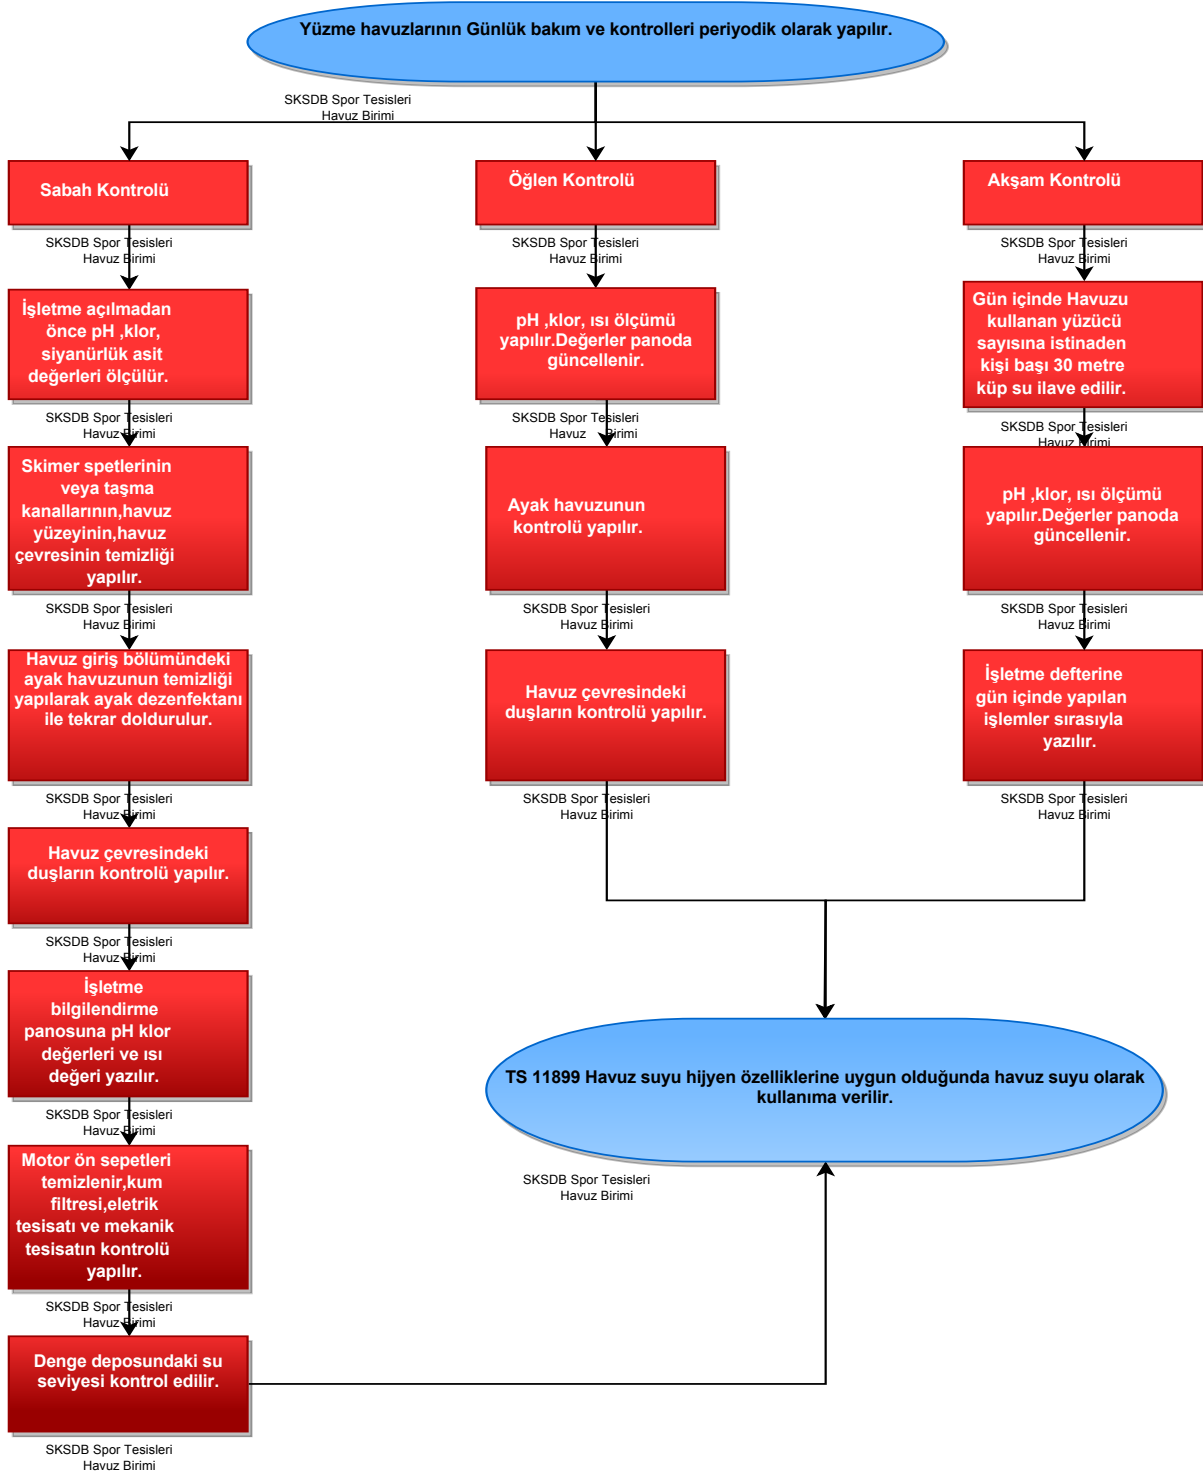 Yüzme havuzlarının Günlük bakım ve kontrolleri periyodik olarak yapılır.
SKSDB Spor Tesisleri
Havuz Birimi
Sabah Kontrolü
SKSDB Spor Tesisleri
Havuz Birimi
İşletme açılmadan
önce pH ,klor,
siyanürlük asit
değerleri ölçülür.
SKSDB Spor Tesisleri
Havuz Birimi
Skimer spetlerinin
veya taşma
kanallarının,havuz
yüzeyinin,havuz
çevresinin temizliği
yapılır.
SKSDB Spor Tesisleri
Havuz Birimi
Havuz giriş bölümündeki
ayak havuzunun temizliği
yapılarak ayak dezenfektanı
ile tekrar doldurulur.
SKSDB Spor Tesisleri
Havuz Birimi
Havuz çevresindeki
duşların kontrolü yapılır.
SKSDB Spor Tesisleri
Havuz Birimi
İşletme
bilgilendirme
panosuna pH klor
değerleri ve ısı
değeri yazılır.
SKSDB Spor Tesisleri
Havuz Birimi
Motor ön sepetleri
temizlenir,kum
filtresi,eletrik
tesisatı ve mekanik
tesisatın kontrolü
yapılır.
SKSDB Spor Tesisleri
Havuz Birimi
Denge deposundaki su
seviyesi kontrol edilir.
SKSDB Spor Tesisleri
Havuz Birimi
Öğlen Kontrolü
SKSDB Spor Tesisleri
Havuz Birimi
pH ,klor, ısı ölçümü
yapılır.Değerler panoda
güncellenir.
SKSDB Spor Tesisleri
Havuz Birimi
Ayak havuzunun
kontrolü yapılır.
SKSDB Spor Tesisleri
Havuz Birimi
Havuz çevresindeki
duşların kontrolü yapılır.
SKSDB Spor Tesisleri
Havuz Birimi
Akşam Kontrolü
SKSDB Spor Tesisleri
Havuz Birimi
Gün içinde Havuzu
kullanan yüzücü
sayısına istinaden
kişi başı 30 metre
küp su ilave edilir.
SKSDB Spor Tesisleri
Havuz Birimi
pH ,klor, ısı ölçümü
yapılır.Değerler panoda
güncellenir.
SKSDB Spor Tesisleri
Havuz Birimi
İşletme defterine
gün içinde yapılan
işlemler sırasıyla
yazılır.
SKSDB Spor Tesisleri
Havuz Birimi
TS 11899 Havuz suyu hijyen özelliklerine uygun olduğunda havuz suyu olarak
kullanıma verilir.
SKSDB Spor Tesisleri
Havuz Birimi